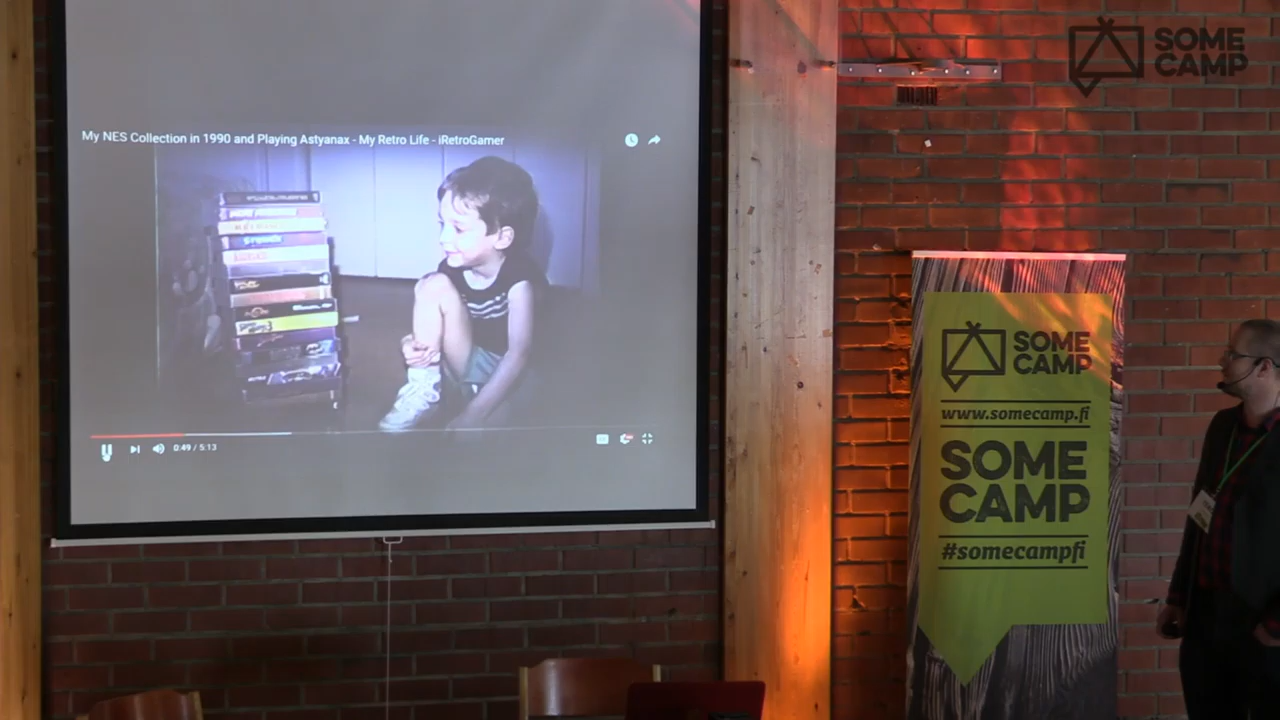 My NES Collection in 1990 and Playing Astyanax - My Retro Life - iRetroGamer
0:49 / 5:13
SOME
CAMP
SOME
CAMP
www.somecamp.fi
SOME
CAMP
#somecampfi